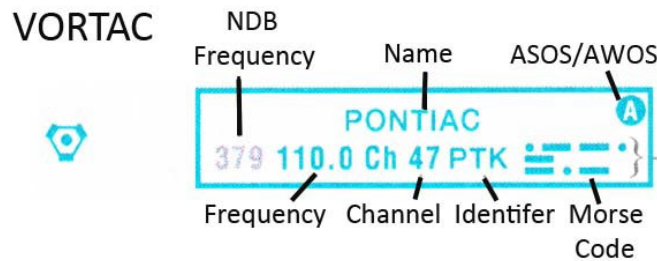 VORTAC
NDB
Frequency
Name
ASOS/AWOS
PONTIAC
A
379 110.0 Ch 47 PTK
Frequency
Channel
Identifer
Morse
Code